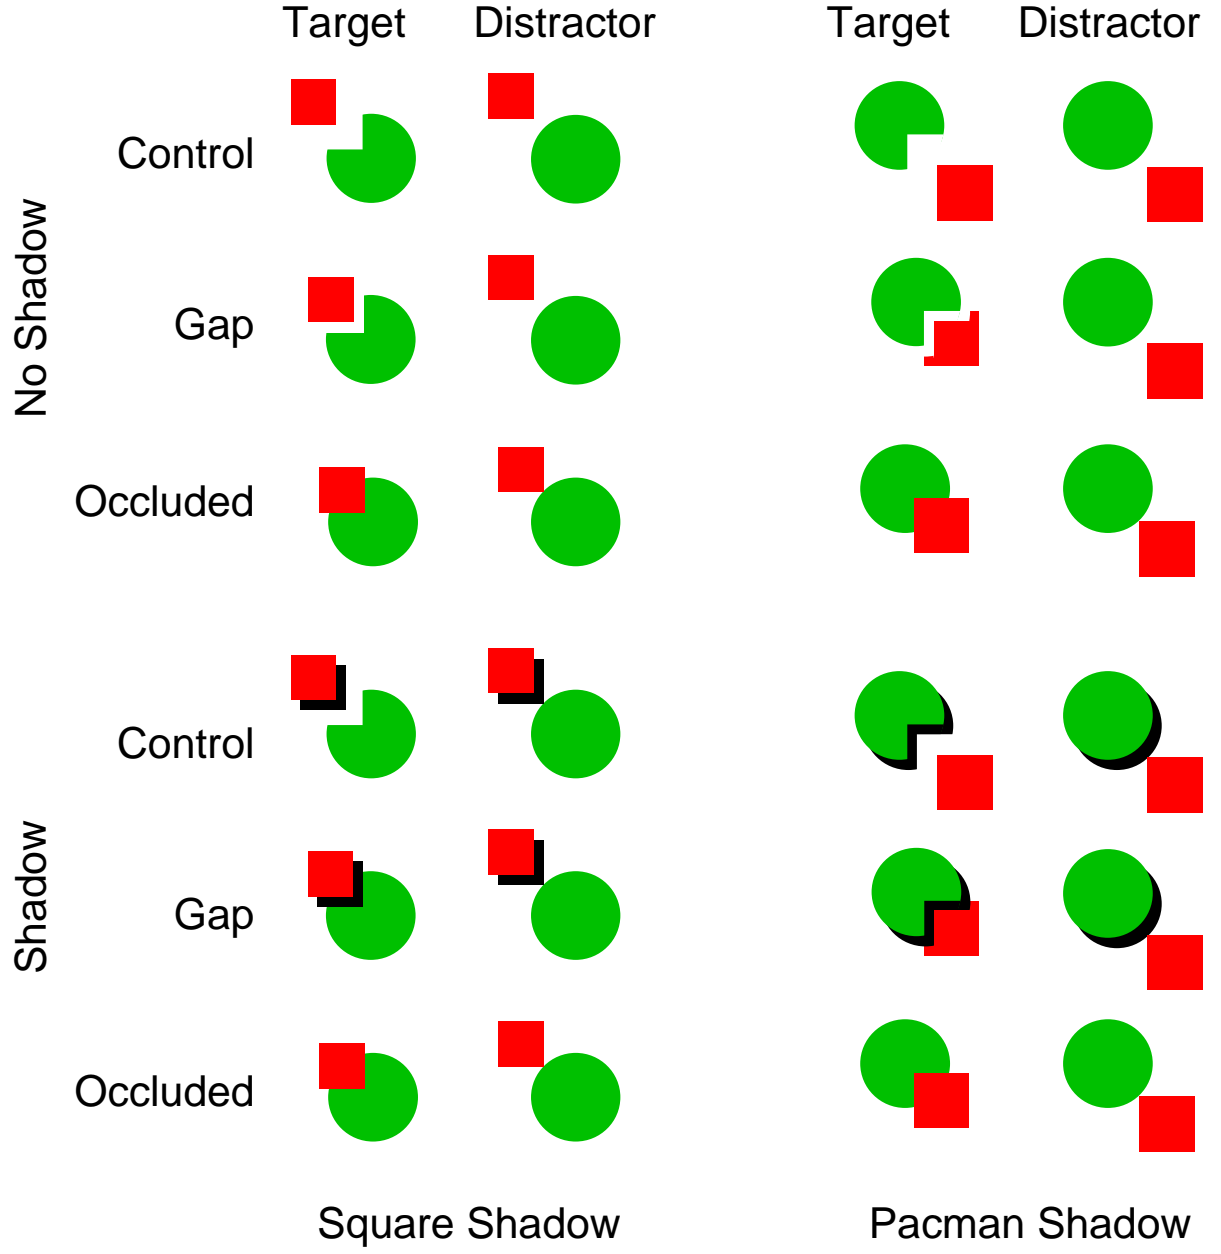 Target Distractor Target Distractor
No Shadow
Control
Gap
Occluded
Shadow
Control
Gap
Occluded
Square Shadow Pacman Shadow